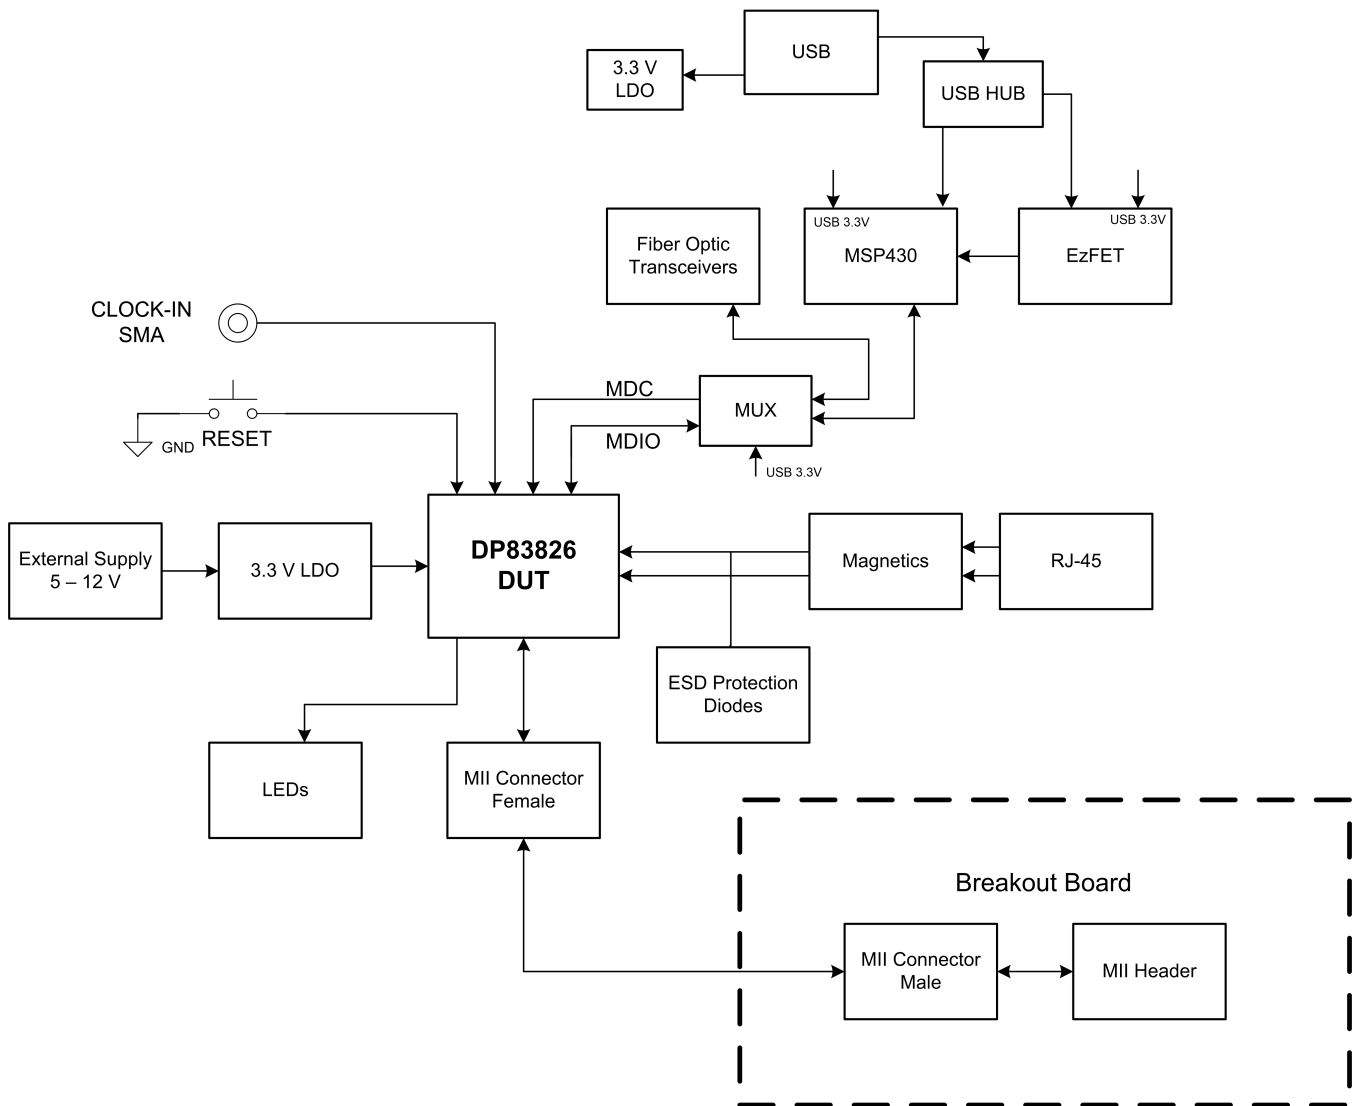 USB
3.3 V
LDO
USB HUB
USB 3.3V
MSP430
USB 3.3V
EzFET
Fiber Optic
Transceivers
CLOCK-IN
SMA
MDC
MUX
MDIO
USB 3.3V
GND
RESET
External Supply
5 – 12 V
3.3 V LDO
DP83826
DUT
Magnetics
RJ-45
ESD Protection
Diodes
LEDs
MII Connector
Female
Breakout Board
MII Connector
Male
MII Header